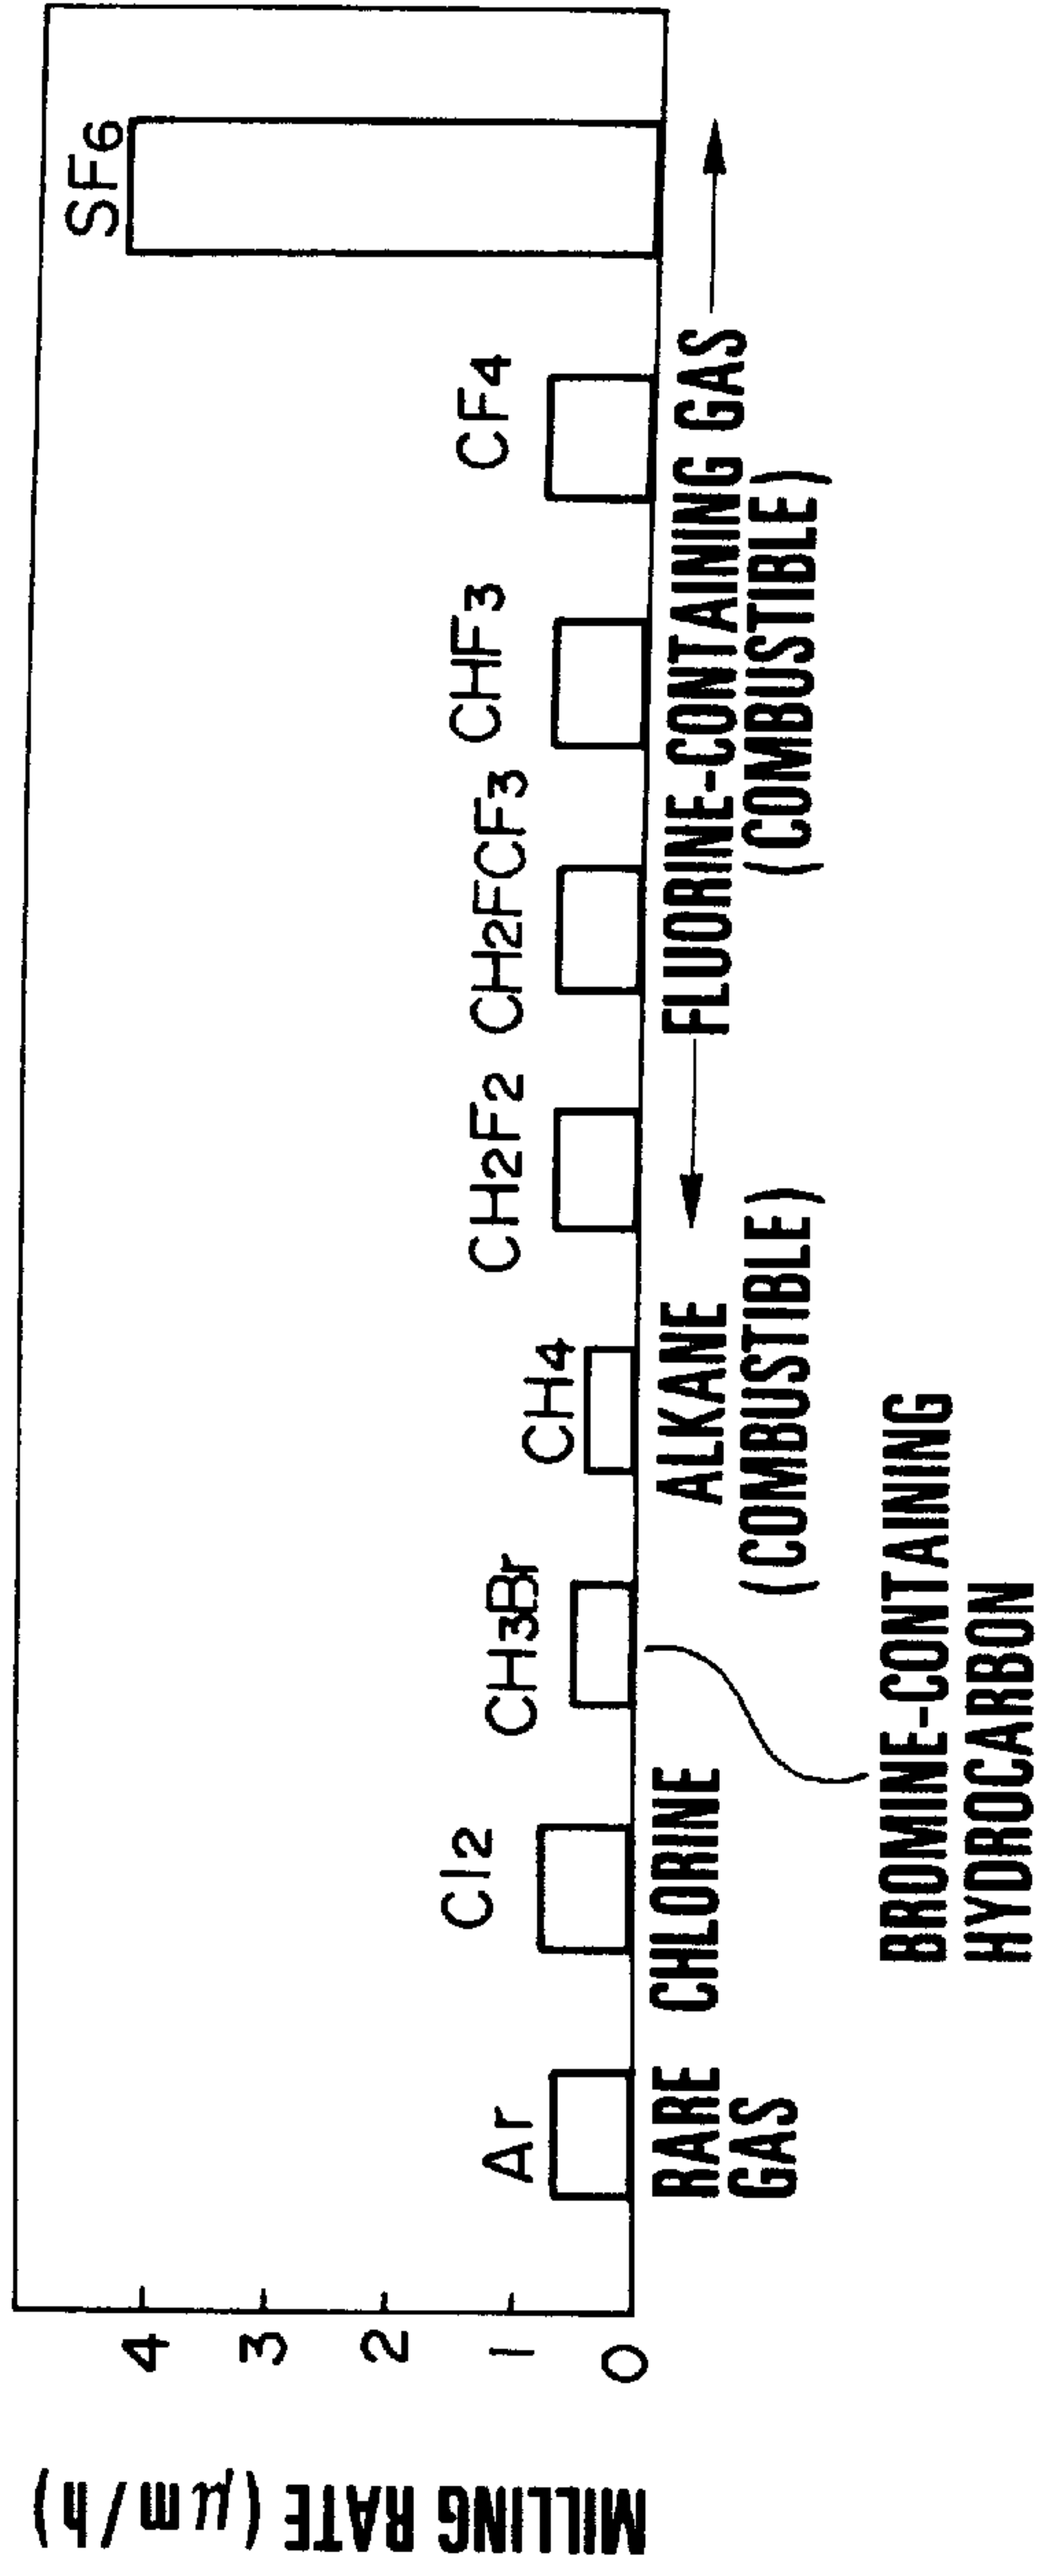 MILLING RATE (μm/h)
4
3
2
1
0
Ar
Cl2
CH3Br
CH4
CH2F2
CH2FCF3
CHF3
CF4
SF6
RARE
GAS
CHLORINE
BROMINE-CONTAINING
HYDROCARBON
ALKANE
(COMBUSTIBLE)
FLUORINE-CONTAINING GAS
(COMBUSTIBLE)